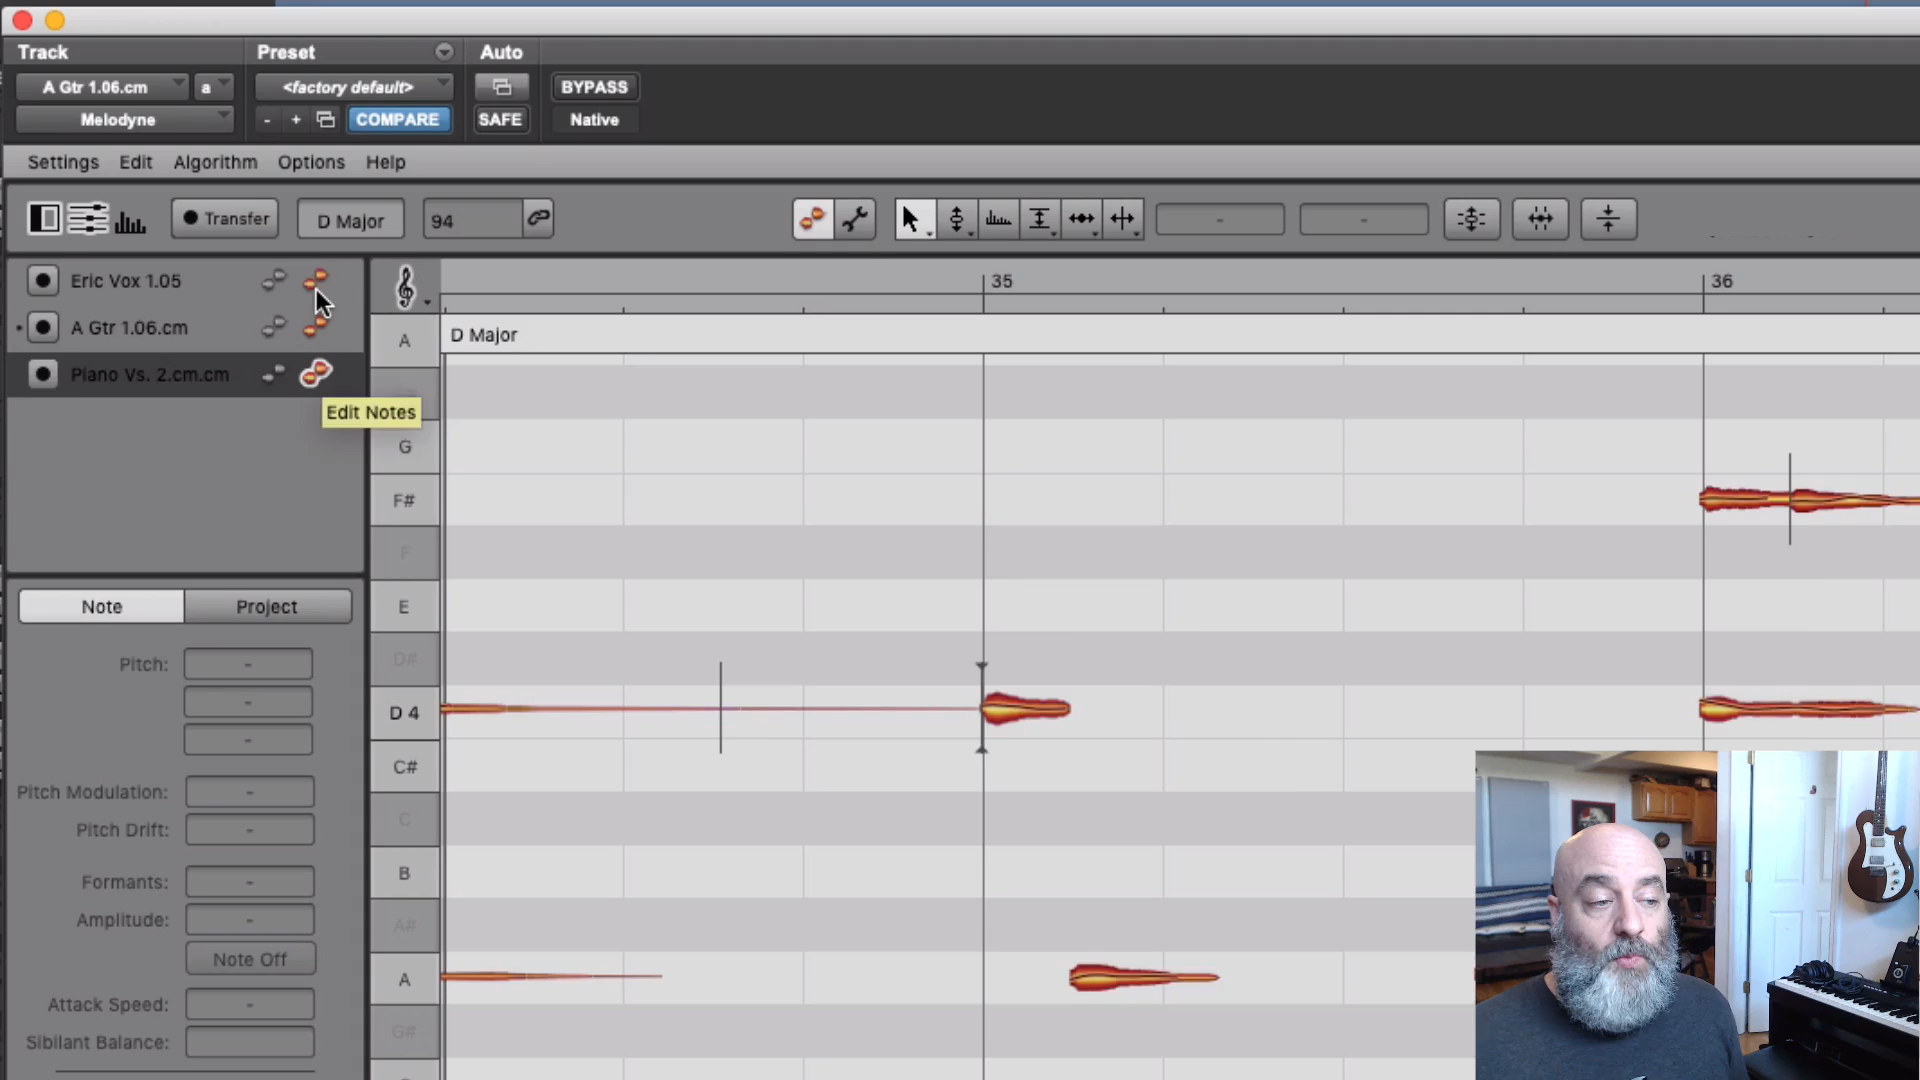 Track
Preset
Auto
A Gtr 1.06.cm
a
<factory default>
BYPASS
Melodyne
- +
COMPARE
SAFE
Native
Settings Edit Algorithm Options Help
Transfer
D Major
94
-
-
Eric Vox 1.05
A Gtr 1.06.cm
Piano Vs. 2.cm.cm
Edit Notes
35
36
D Major
A
G
F#
F
E
D#
D 4
C#
C
B
A#
A
G#
Note
Project
Pitch: -
-
-
Pitch Modulation: -
Pitch Drift: -
Formants: -
Amplitude: -
Note Off
Attack Speed: -
Sibilant Balance: